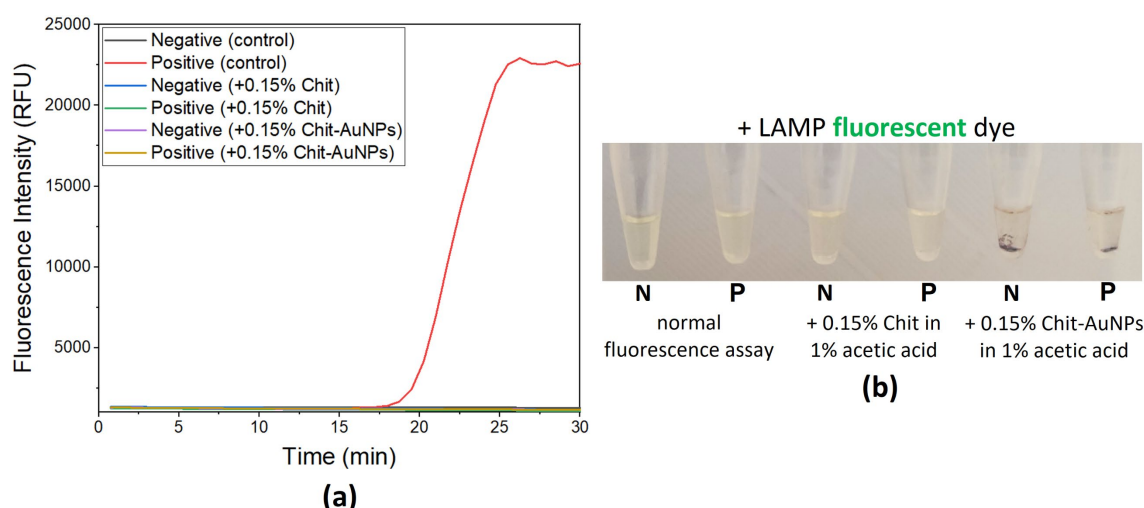 25000
20000
15000
10000
5000
Fluorescence Intensity (RFU)
Negative (control)
Positive (control)
Negative (+0.15% Chit)
Positive (+0.15% Chit)
Negative (+0.15% Chit-AuNPs)
Positive (+0.15% Chit-AuNPs)
0 5 10 15 20 25 30
Time (min)
(a)
+ LAMP fluorescent dye
N P N P N P
normal
fluorescence assay
+ 0.15% Chit in
1% acetic acid
+ 0.15% Chit-AuNPs
in 1% acetic acid
(b)